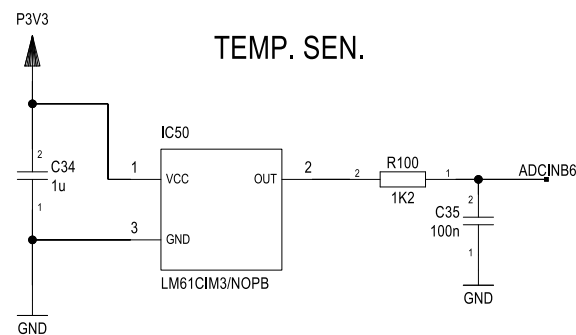 P3V3
TEMP. SEN.
IC50
2
C34
1u
1
1
VCC
OUT
2
2
R100
1K2
1
ADCINB6
3
GND
C35
100n
2
1
LM61CIM3/NOPB
GND
GND